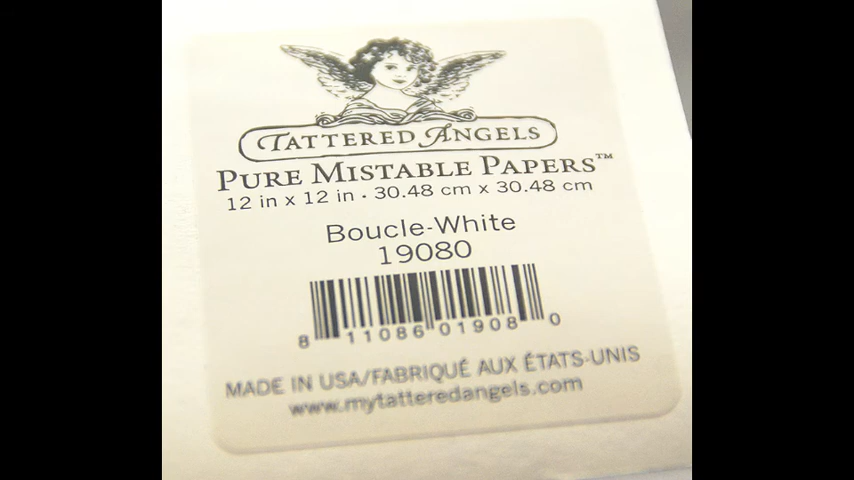 TATTERED ANGELS
PURE MISTABLE PAPERS™
12 in x 12 in · 30.48 cm x 30.48 cm
Boucle-White
19080
8 11086 01908 0
MADE IN USA/FABRIQUÉ AUX ÉTATS-UNIS
www.mytatteredangels.com